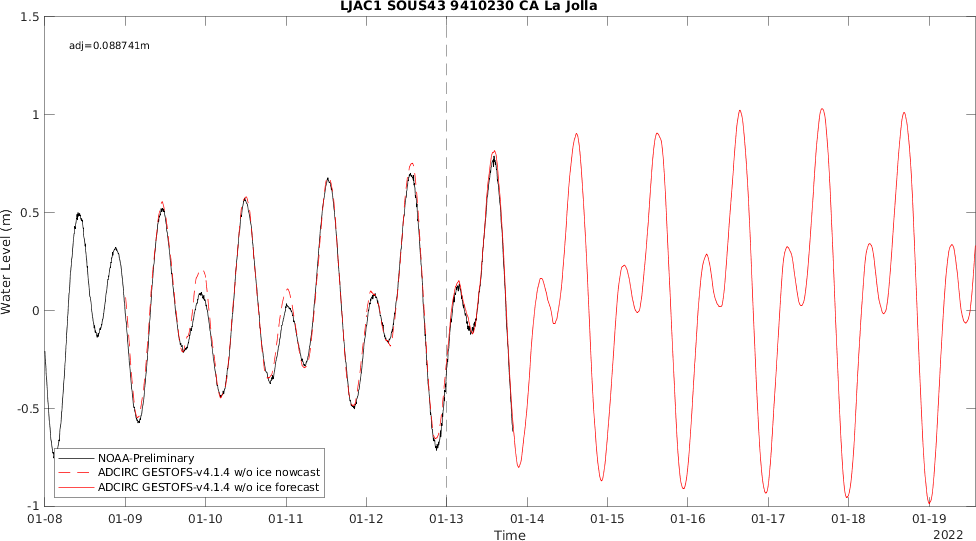 LJAC1 SOUS43 9410230 CA La Jolla
adj=0.088741m
Water Level (m)
1.5
1
0.5
0
-0.5
-1
NOAA-Preliminary
ADCIRC GESTOFS-v4.1.4 w/o ice nowcast
ADCIRC GESTOFS-v4.1.4 w/o ice forecast
01-08 01-09 01-10 01-11 01-12 01-13 01-14 01-15 01-16 01-17 01-18 01-19
Time
2022